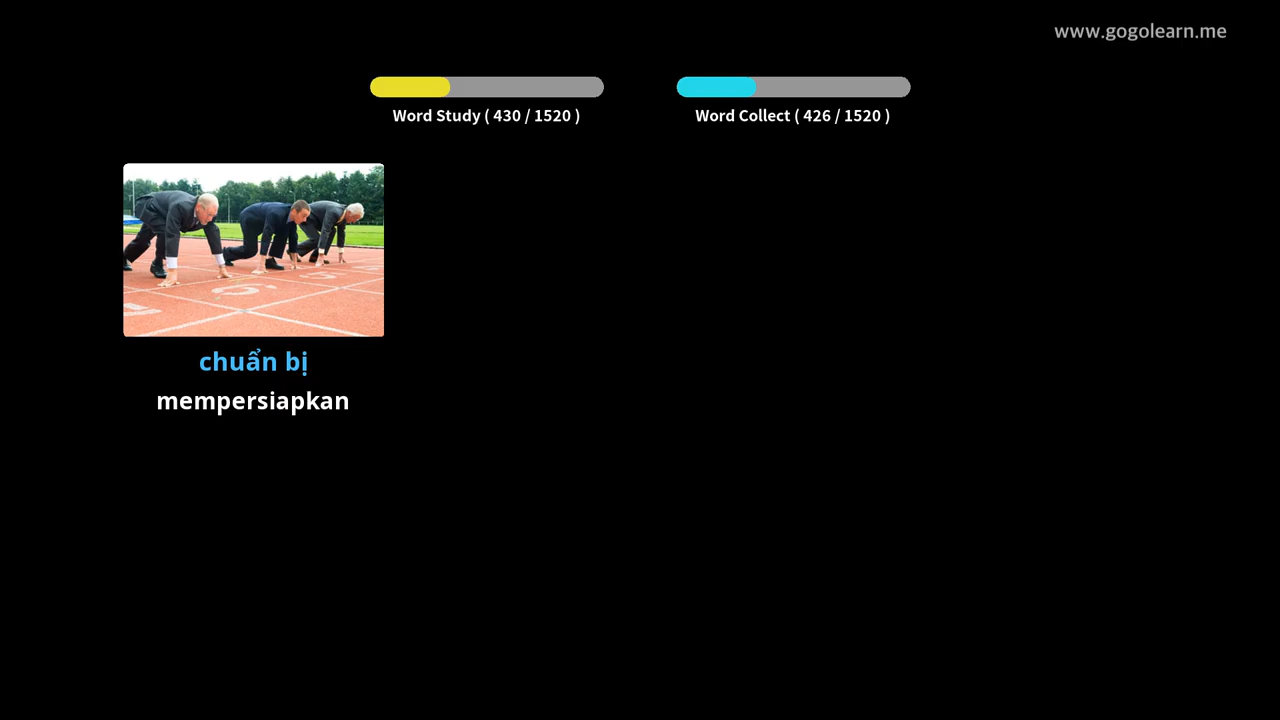 www.gogolearn.me
Word Study ( 430 / 1520 )
Word Collect ( 426 / 1520 )
chuẩn bị
mempersiapkan